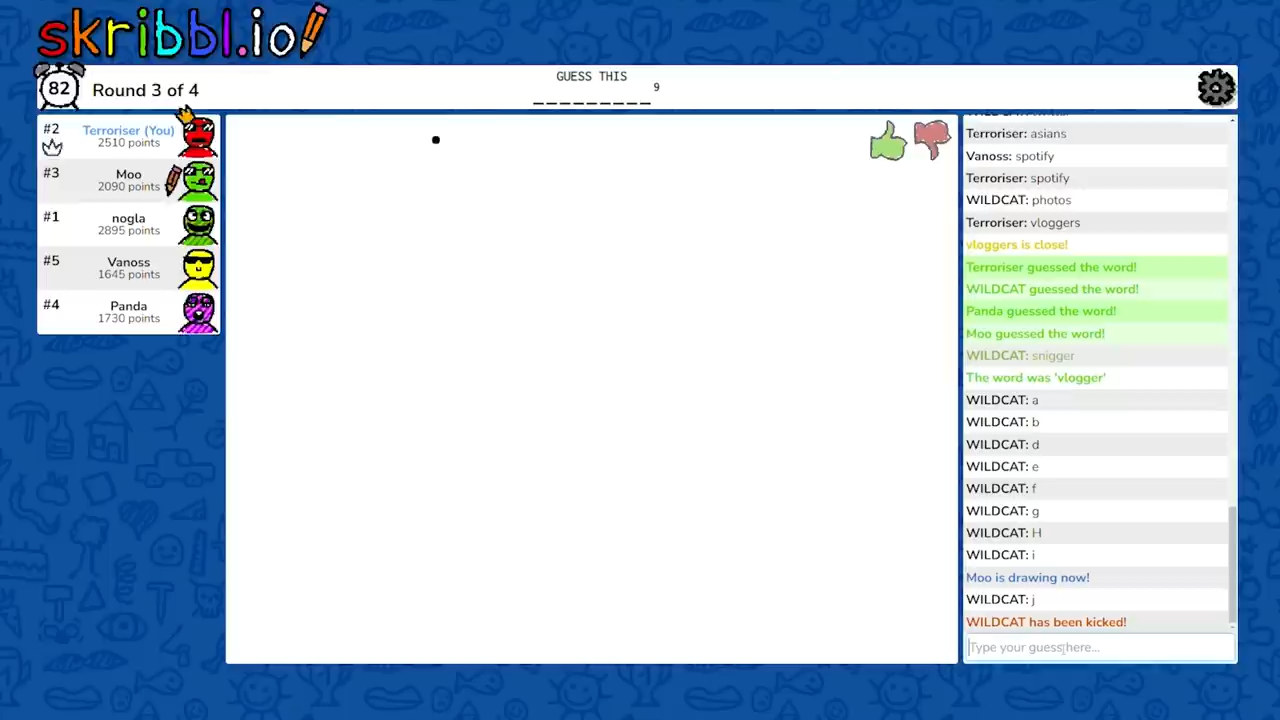 skribbl.io
82
Round 3 of 4
GUESS THIS
_________ 9
#2
Terroriser (You)
2510 points
#3
Moo
2090 points
#1
nogla
2895 points
#5
Vanoss
1645 points
#4
Panda
1730 points
Terroriser: asians
Vanoss: spotify
Terroriser: spotify
WILDCAT: photos
Terroriser: vloggers
vloggers is close!
Terroriser guessed the word!
WILDCAT guessed the word!
Panda guessed the word!
Moo guessed the word!
WILDCAT: snigger
The word was 'vlogger'
WILDCAT: a
WILDCAT: b
WILDCAT: d
WILDCAT: e
WILDCAT: f
WILDCAT: g
WILDCAT: H
WILDCAT: i
Moo is drawing now!
WILDCAT: j
WILDCAT has been kicked!
Type your guess here...